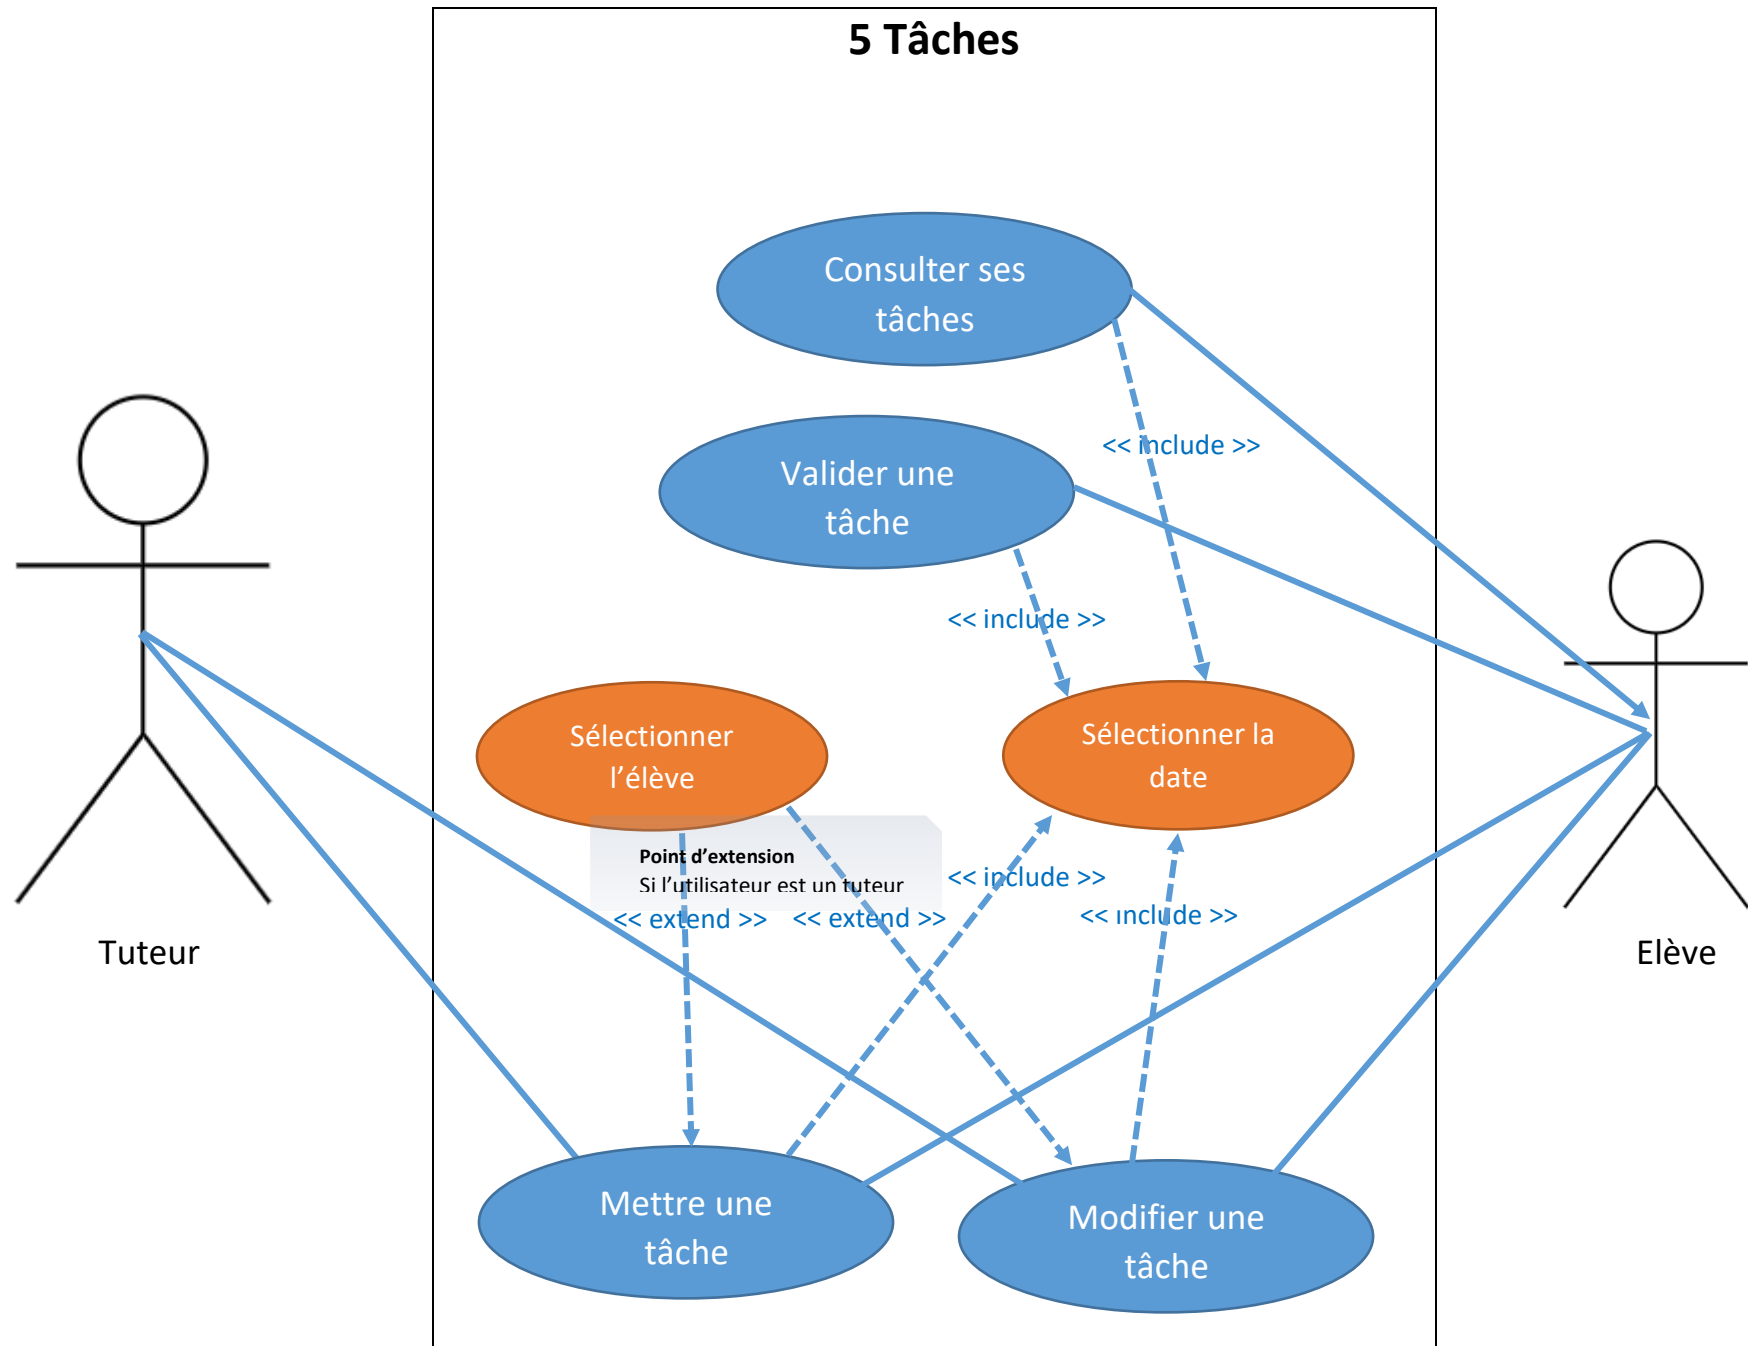 5 Tâches
Consulter ses
tâches
<< include >>
Valider une
tâche
<< include >>
Sélectionner
l'élève
Sélectionner la
date
Point d'extension
Si l'utilisateur est un tuteur
<< include >>
<< extend >>
<< extend >>
<< include >>
Tuteur
Elève
Mettre une
tâche
Modifier une
tâche